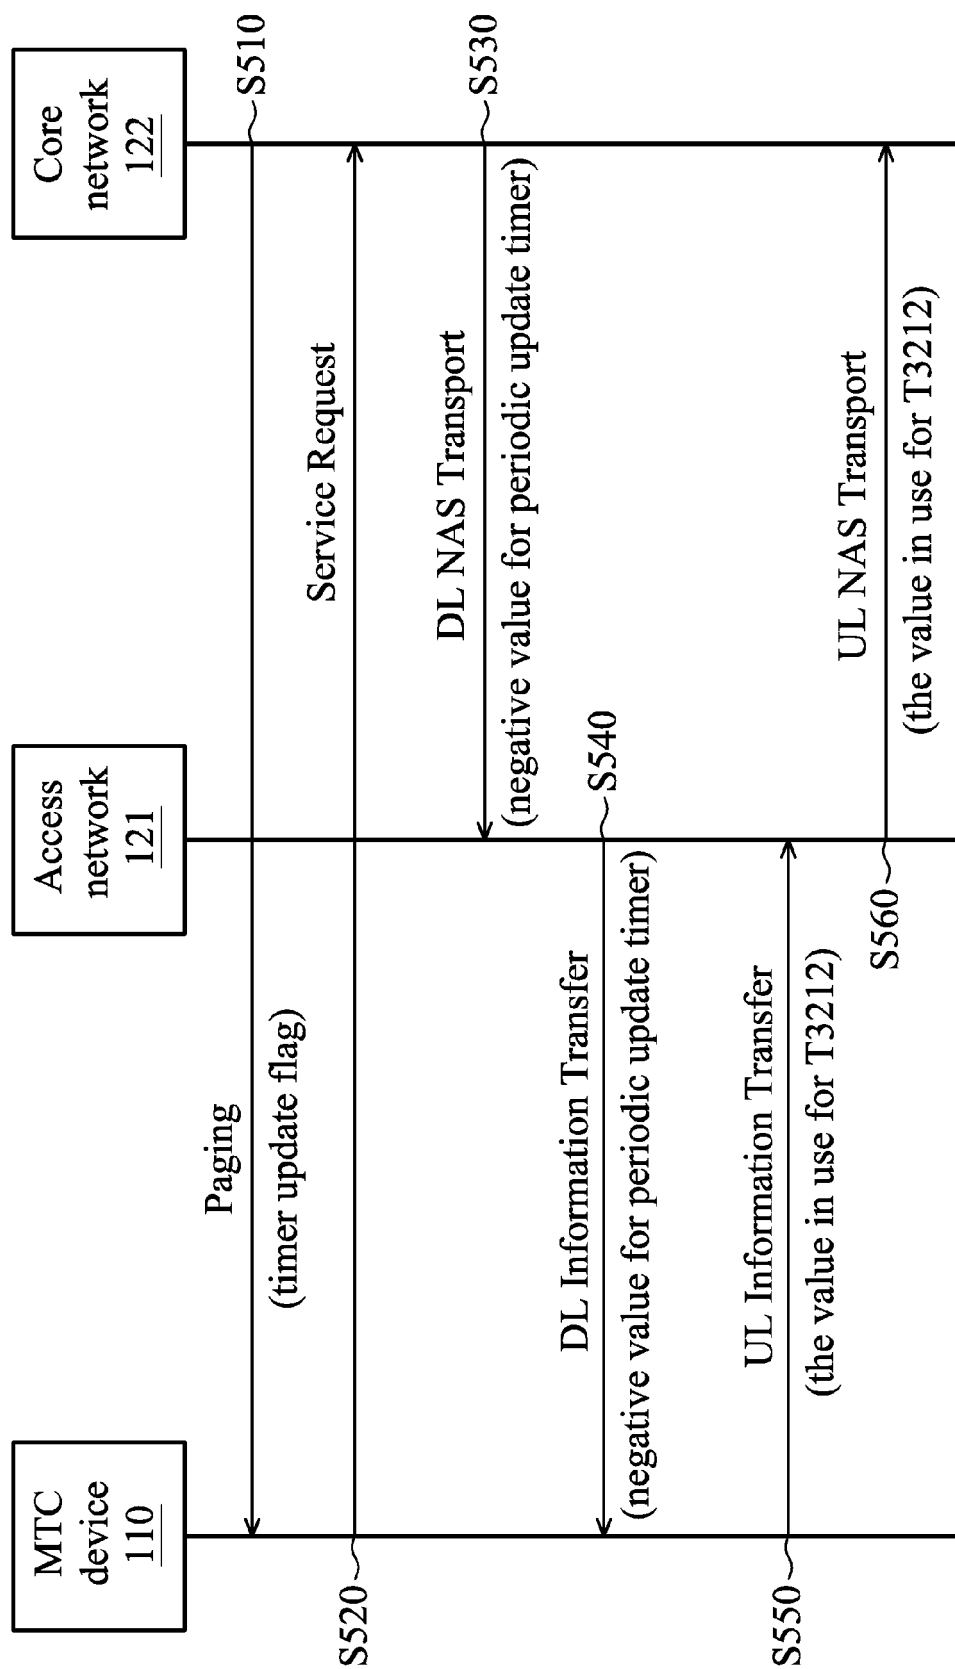 MTC
device
110
Access
network
121
Core
network
122
Paging
(timer update flag)
S510
Service Request
S520
DL NAS Transport
(negative value for periodic update timer)
S530
DL Information Transfer
(negative value for periodic update timer)
S540
UL Information Transfer
(the value in use for T3212)
S550
UL NAS Transport
(the value in use for T3212)
S560